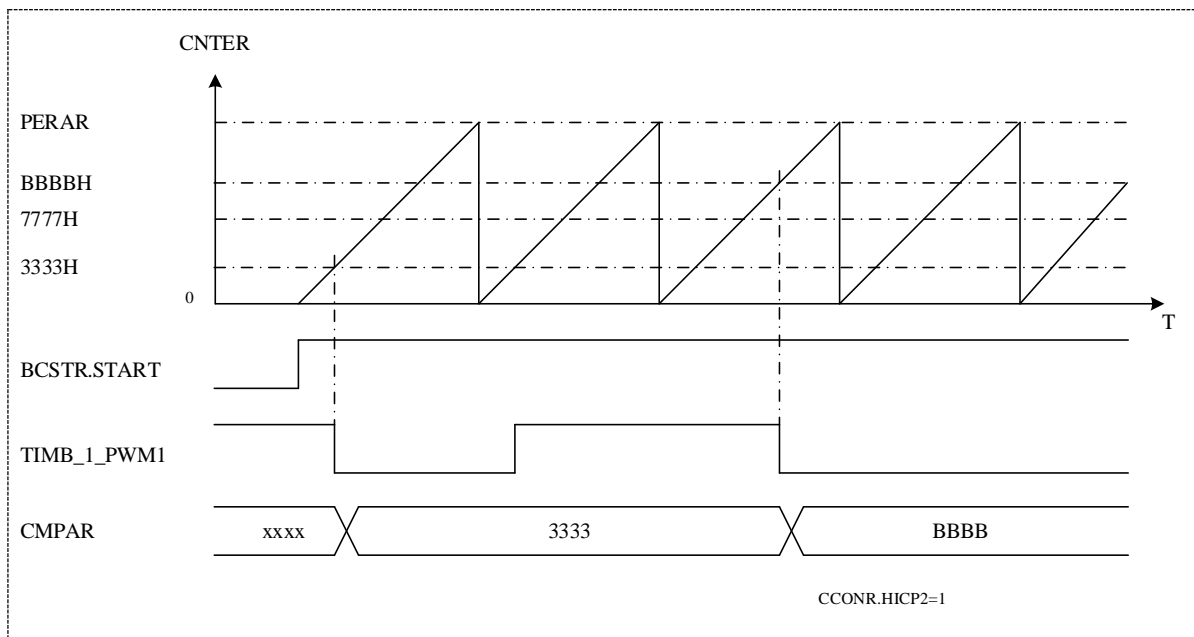 CNTER
PERAR
BBBBH
7777H
3333H
0
T
BCSTR.START
TIMB_1_PWM1
CMPAR xxxx 3333 BBBB
CCONR.HICP2=1